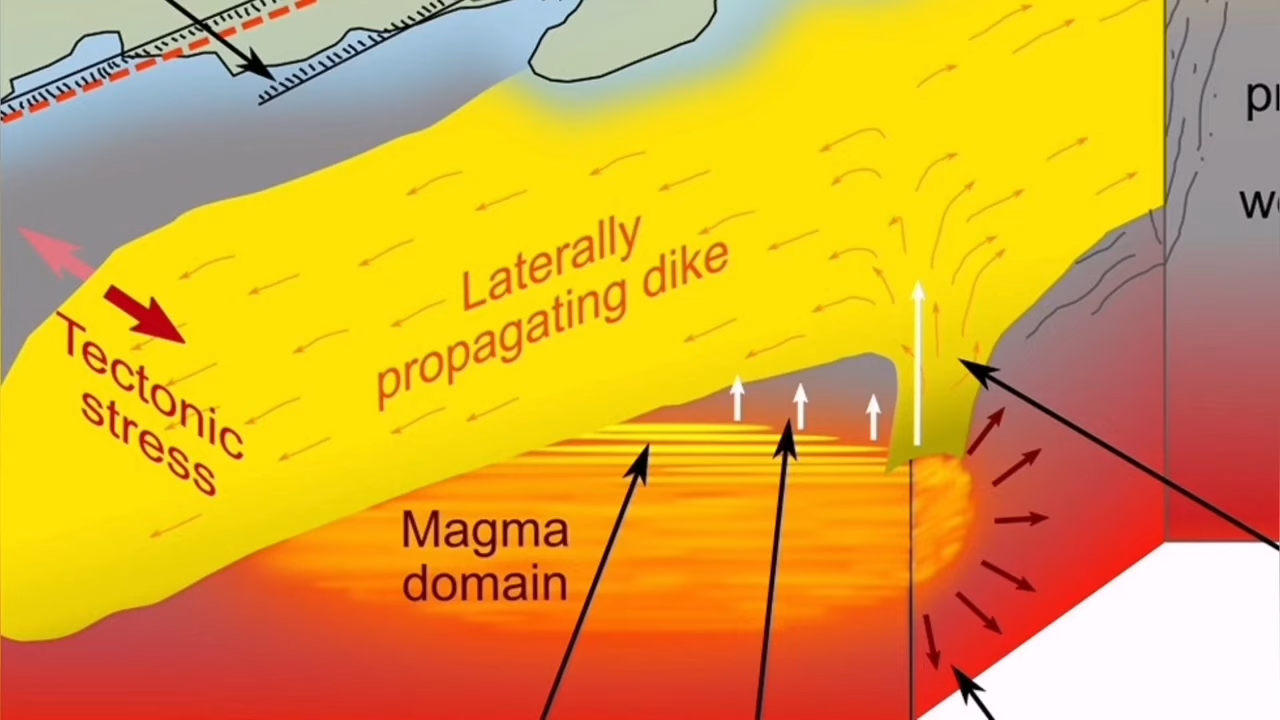 Laterally
propagating dike
Tectonic
stress
Magma
domain